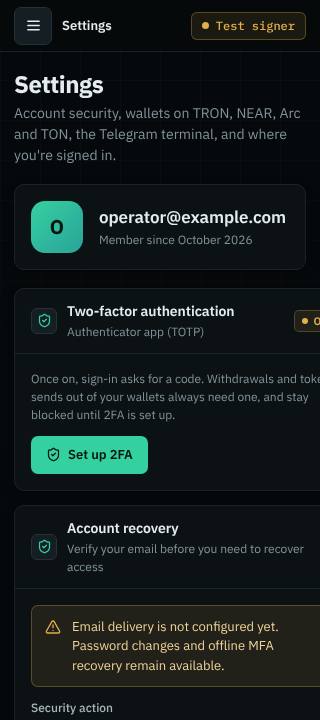 Settings
Test signer
Settings
Account security, wallets on TRON, NEAR, Arc
and TON, the Telegram terminal, and where
you're signed in.
O
operator@example.com
Member since October 2026
Two-factor authentication
Authenticator app (TOTP)
Once on, sign-in asks for a code. Withdrawals and
sends out of your wallets always need one, and stay
blocked until 2FA is set up.
Set up 2FA
Account recovery
Verify your email before you need to recover
access
Email delivery is not configured yet.
Password changes and offline MFA
recovery remain available.
Security action